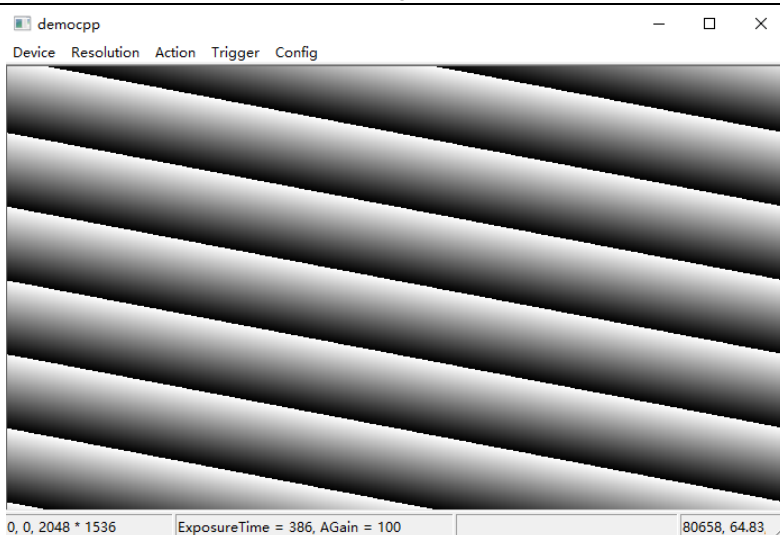 democpp
Device Resolution Action Trigger Config
0, 0, 2048 * 1536 ExposureTime = 386, AGain = 100 80658, 64.83,